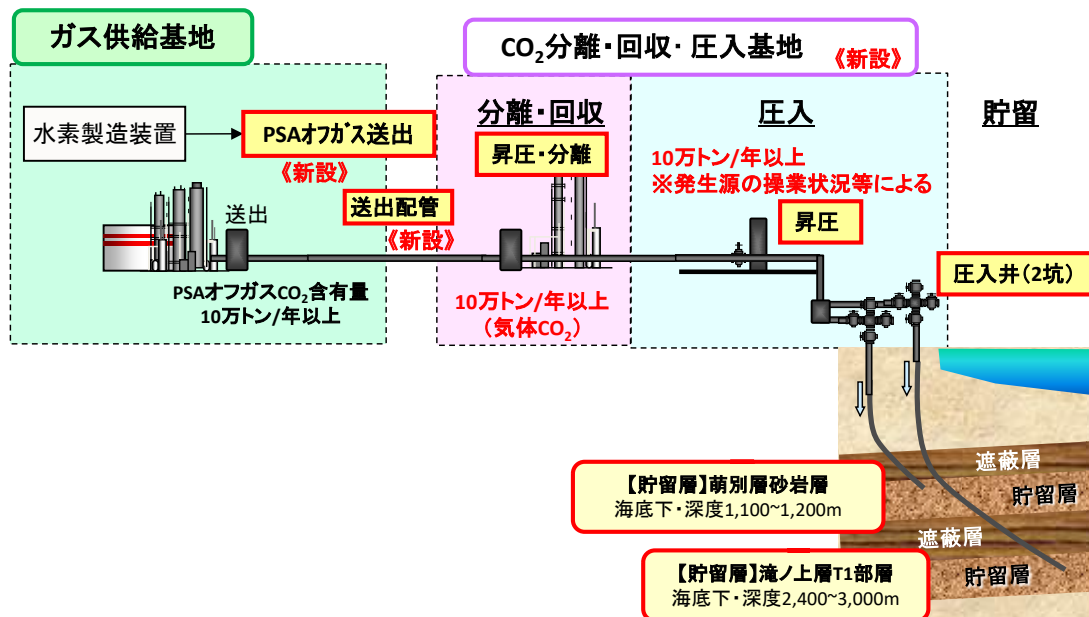 ガス供給基地
CO₂分離・回収・圧入基地
《新設》
水素製造装置
PSAオフガス送出
《新設》
送出
送出配管
《新設》
PSAオフガスCO₂含有量
10万トン/年以上
分離・回収
昇圧・分離
10万トン/年以上
(気体CO₂)
圧入
10万トン/年以上
※発生源の操業状況等による
昇圧
貯留
圧入井(2坑)
遮蔽層
【貯留層】萌別層砂岩層
海底下・深度1,100~1,200m
貯留層
遮蔽層
【貯留層】滝ノ上層T1部層
海底下・深度2,400~3,000m
貯留層